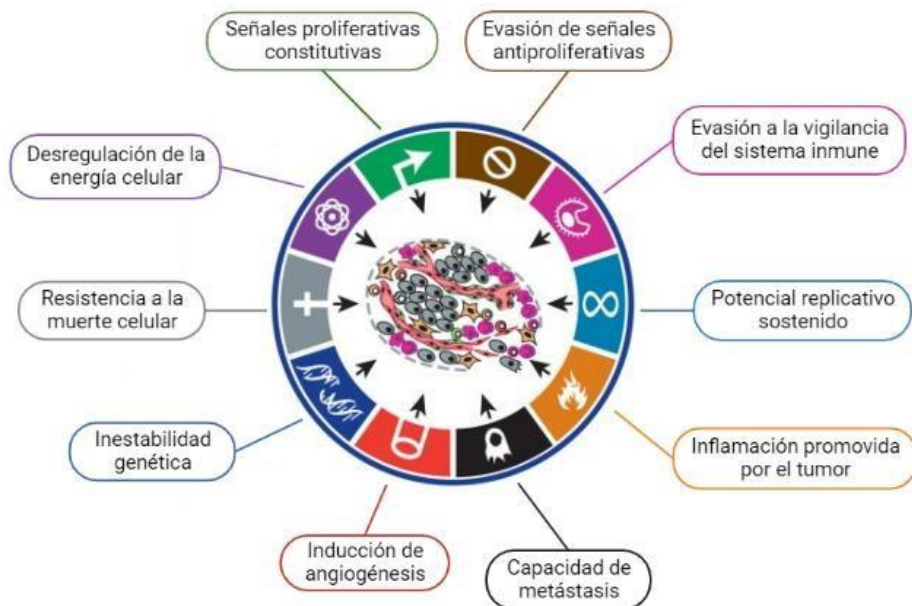 Señales proliferativas
constitutivas
Evasión de señales
antiproliferativas
Desregulación de la
energía celular
Evasión a la vigilancia
del sistema inmune
Resistencia a la
muerte celular
Potencial replicativo
sostenido
Inestabilidad
genética
Inflamación promovida
por el tumor
Inducción de
angiogénesis
Capacidad de
metástasis